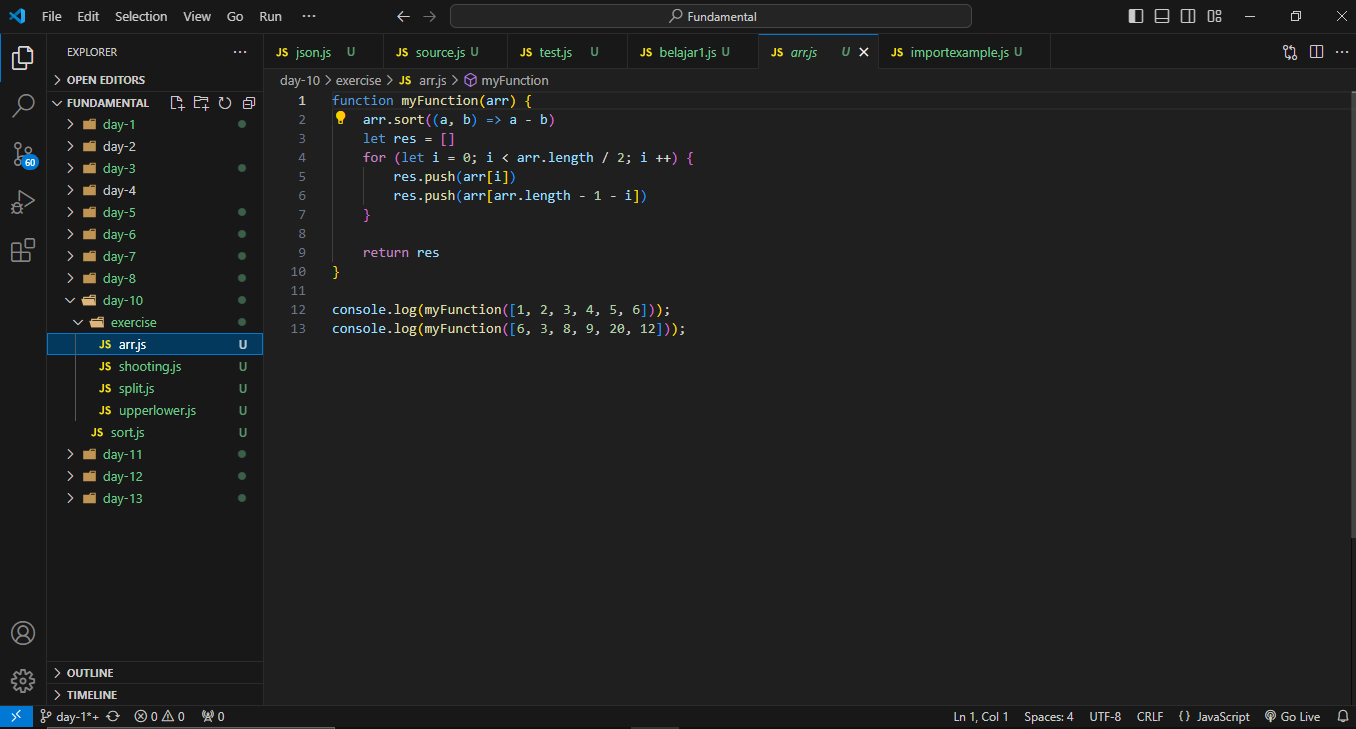 File Edit Selection View Go Run ··· Fundamental
EXPLORER ···
JS json.js U JS source.js U JS test.js U JS belajar1.js U JS arr.js U JS importexample.js U ···
OPEN EDITORS
day-10 > exercise > JS arr.js > myFunction
FUNDAMENTAL
day-1
day-2
day-3
day-4
day-5
day-6
day-7
day-8
day-10
exercise
JS arr.js U
JS shooting.js U
JS split.js U
JS upperlower.js U
JS sort.js U
day-11
day-12
day-13
OUTLINE
TIMELINE
60
1 function myFunction(arr) {
2 arr.sort((a, b) => a - b)
3 let res = []
4 for (let i = 0; i < arr.length / 2; i ++) {
5 res.push(arr[i])
6 res.push(arr[arr.length - 1 - i])
7 }
8
9 return res
10 }
11
12 console.log(myFunction([1, 2, 3, 4, 5, 6]));
13 console.log(myFunction([6, 3, 8, 9, 20, 12]));
day-1*+ 0 0 0 Ln 1, Col 1 Spaces: 4 UTF-8 CRLF {} JavaScript Go Live